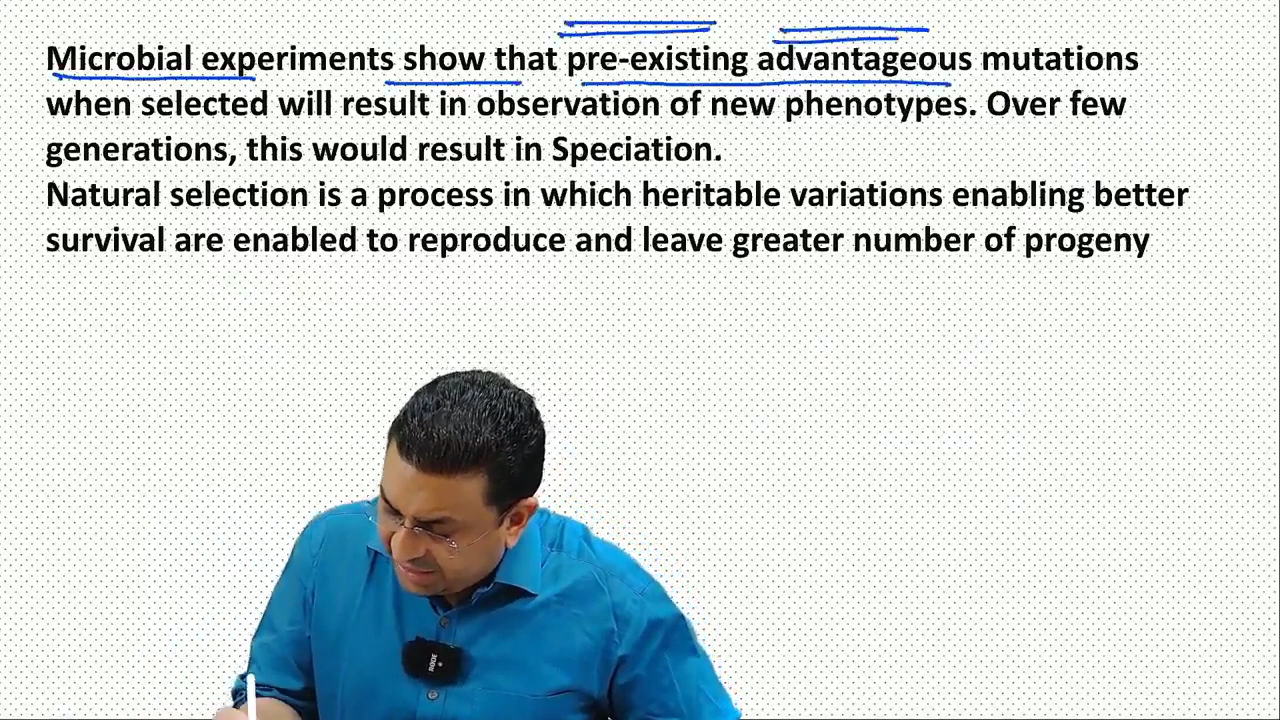 Microbial experiments show that pre-existing advantageous mutations
when selected will result in observation of new phenotypes. Over few
generations, this would result in Speciation.
Natural selection is a process in which heritable variations enabling better
survival are enabled to reproduce and leave greater number of progeny
RODE